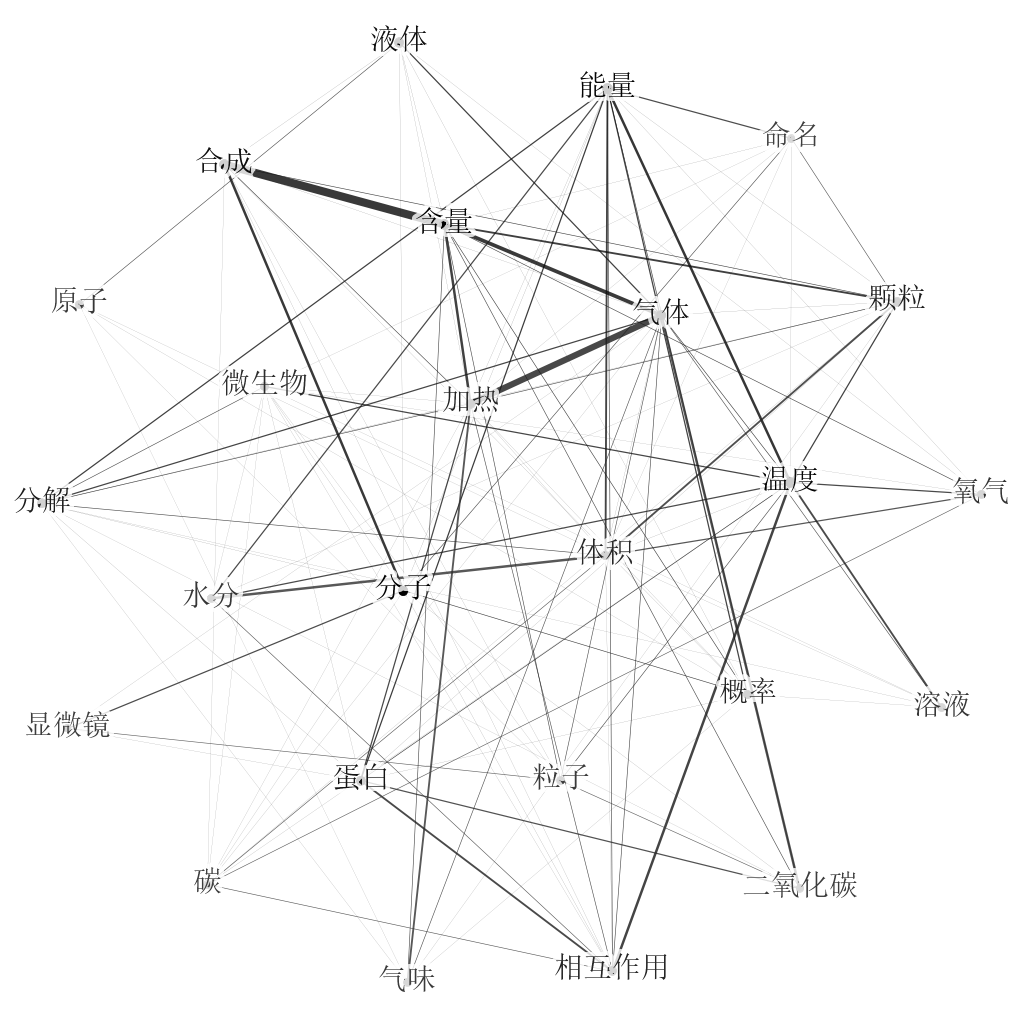 液体
能量
命名
合成
含量
原子
颗粒
气体
微生物
加热
温度
氧气
分解
体积
水分
分子
概率
溶液
显微镜
蛋白
粒子
碳
二氧化碳
相互作用
气味